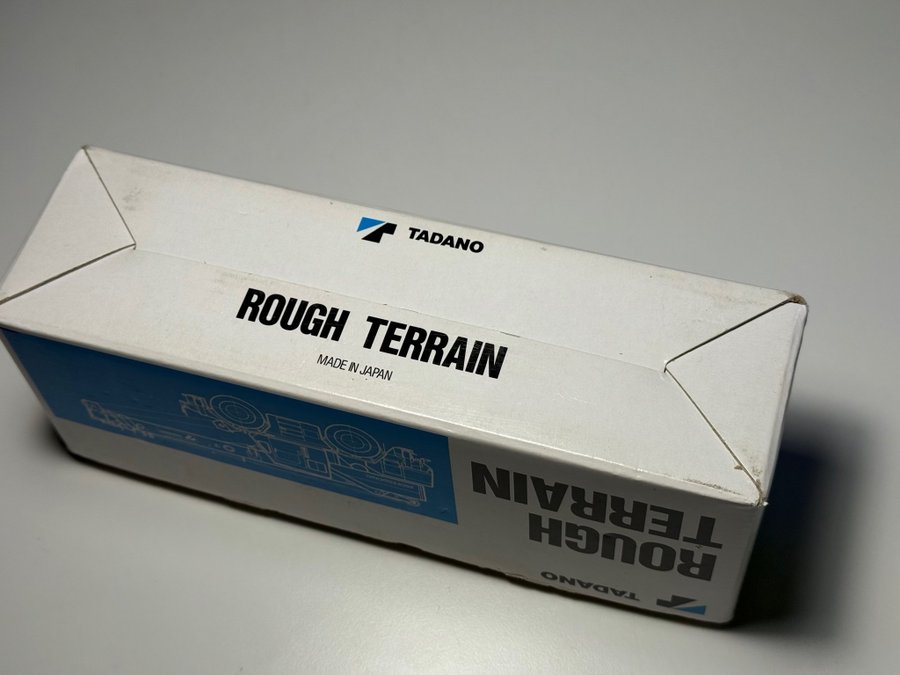 TADANO
ROUGH TERRAIN
MADE IN JAPAN
TADANO
ROUGH
TERRAIN